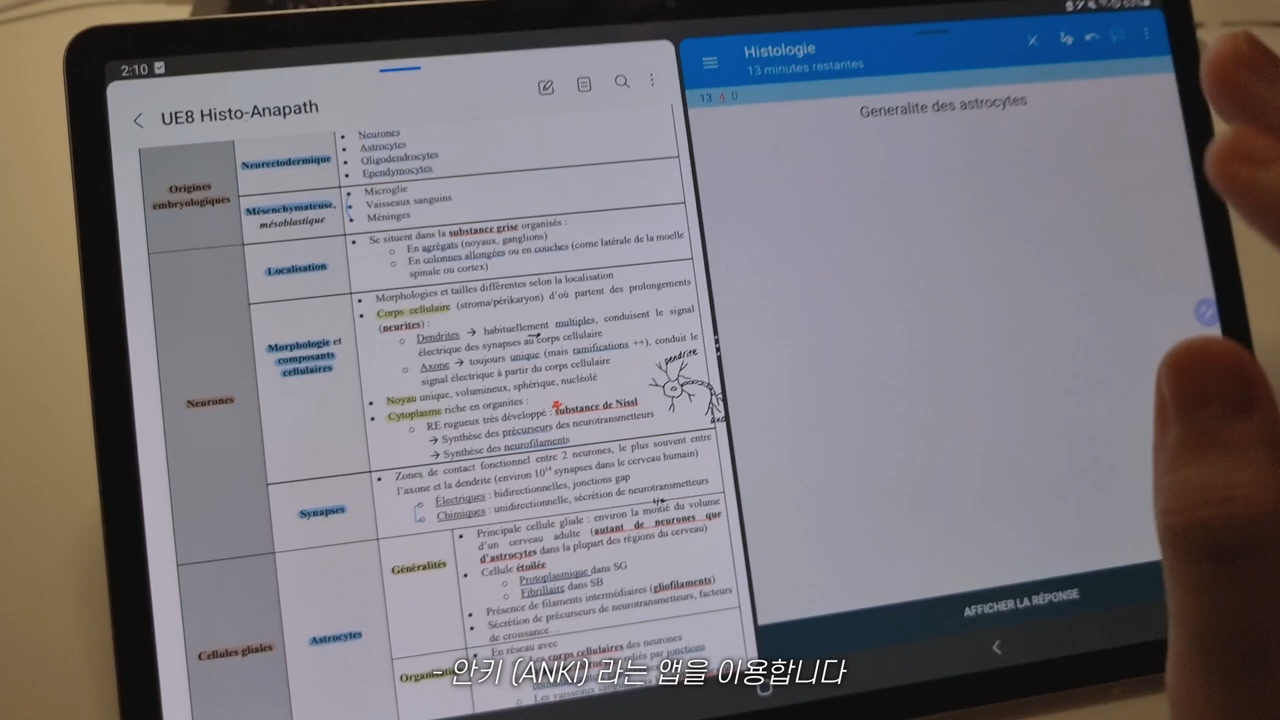 2:10
UE8 Histo-Anapath
Origines embryologiques
Neurectodermique
• Neurones
• Astrocytes
• Oligodendrocytes
• Ependymocytes
Mésenchymateuse,
mésoblastique
• Microglie
• Vaisseaux sanguins
• Méninges
Neurones
Localisation
• Se situent dans la substance grise organisés :
o En agrégats (noyaux, ganglions)
o En colonnes allongées ou en couches (corne latérale de la moelle
spinale ou cortex)
Morphologie et
composants
cellulaires
• Morphologies et tailles différentes selon la localisation
• Corps cellulaire (stroma/périkaryon) d'où partent des prolongements
(neurites) :
o Dendrites → habituellement multiples, conduisent le signal
électrique des synapses au corps cellulaire
o Axone → toujours unique (mais ramifications ++), conduit le
signal électrique à partir du corps cellulaire
• Noyau unique, volumineux, sphérique, nucléolé
• Cytoplasme riche en organites :
o RE rugueux très développé : substance de Nissl
→ Synthèse des précurseurs des neurotransmetteurs
→ Synthèse des neurofilaments
dendrite
axo
Synapses
• Zones de contact fonctionnel entre 2 neurones, le plus souvent entre
l'axone et la dendrite (environ 10¹⁴ synapses dans le cerveau humain)
o Électriques : bidirectionnelles, jonctions gap
o Chimiques : unidirectionnelle, sécrétion de neurotransmetteurs
Cellules gliales
Astrocytes
Généralités
1/2
• Principale cellule gliale : environ la moitié du volume
d'un cerveau adulte (autant de neurones que
d'astrocytes dans la plupart des régions du cerveau)
• Cellule étoilée
o Protoplasmique dans SG
o Fibrillaire dans SB
• Présence de filaments intermédiaires (gliofilaments)
• Sécrétion de précurseurs de neurotransmetteurs, facteurs
de croissance…
• En réseau avec
corps cellulaires des neurones
jonctions
Les vaisseaux
Histologie
13 minutes restantes
13 4 0
Generalite des astrocytes
AFFICHER LA RÉPONSE
- 안키 (ANKI) 라는 앱을 이용합니다